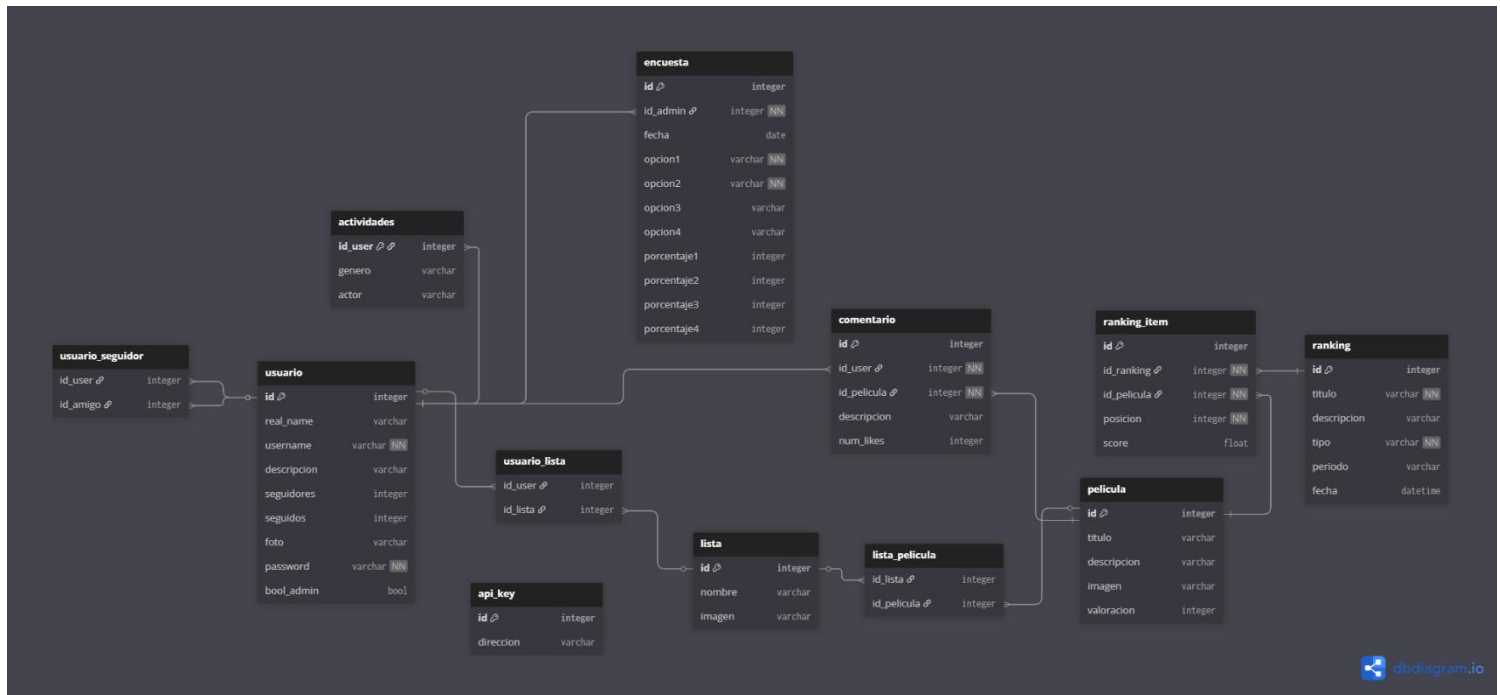 encuesta
id integer
id_admin integer NN
fecha date
opcion1 varchar NN
opcion2 varchar NN
opcion3 varchar
opcion4 varchar
porcentaje1 integer
porcentaje2 integer
porcentaje3 integer
porcentaje4 integer
actividades
id_user integer
genero varchar
actor varchar
usuario_seguidor
id_user integer
id_amigo integer
usuario
id integer
real_name varchar
username varchar NN
descripcion varchar
seguidores integer
seguidos integer
foto varchar
password varchar NN
bool_admin bool
usuario_lista
id_user integer
id_lista integer
api_key
id integer
direccion varchar
lista
id integer
nombre varchar
imagen varchar
comentario
id integer
id_user integer NN
id_pelicula integer NN
descripcion varchar
num_likes integer
lista_pelicula
id_lista integer
id_pelicula integer
ranking_item
id integer
id_ranking integer NN
id_pelicula integer NN
posicion integer NN
score float
pelicula
id integer
titulo varchar
descripcion varchar
imagen varchar
valoracion integer
ranking
id integer
titulo varchar NN
descripcion varchar
tipo varchar NN
periodo varchar
fecha datetime
dbdiagram.io